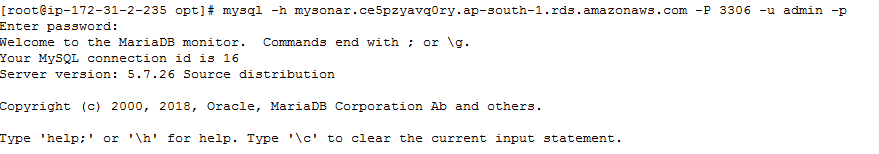 [root@ip-172-31-2-235 opt]# mysql -h mysonar.ce5pzyavq0ry.ap-south-1.rds.amazonaws.com -P 3306 -u admin -p
Enter password:
Welcome to the MariaDB monitor.  Commands end with ; or \g.
Your MySQL connection id is 16
Server version: 5.7.26 Source distribution
Copyright (c) 2000, 2018, Oracle, MariaDB Corporation Ab and others.
Type 'help;' or '\h' for help. Type '\c' to clear the current input statement.